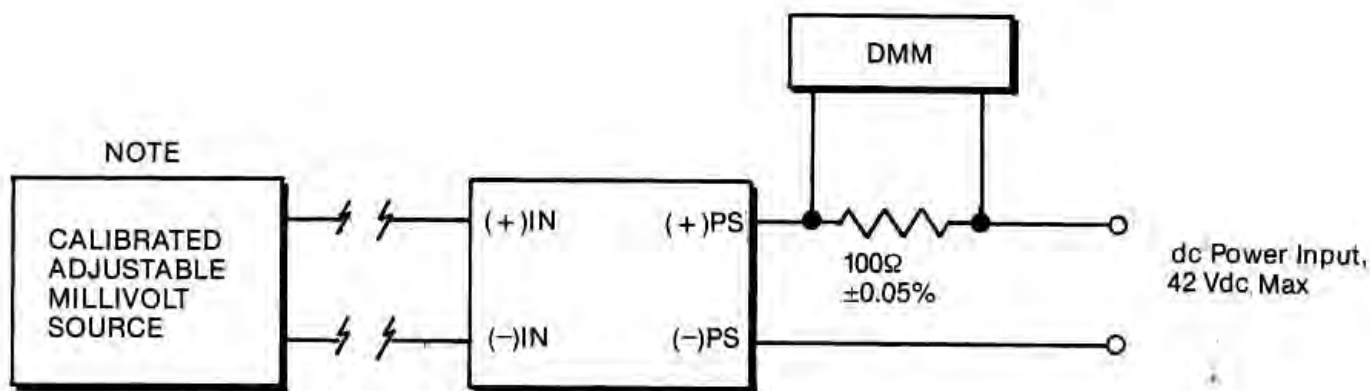 DMM
NOTE
CALIBRATED
ADJUSTABLE
MILLIVOLT
SOURCE
(+)IN
(+)PS
(−)IN
(−)PS
100Ω
±0.05%
dc Power Input,
42 Vdc Max